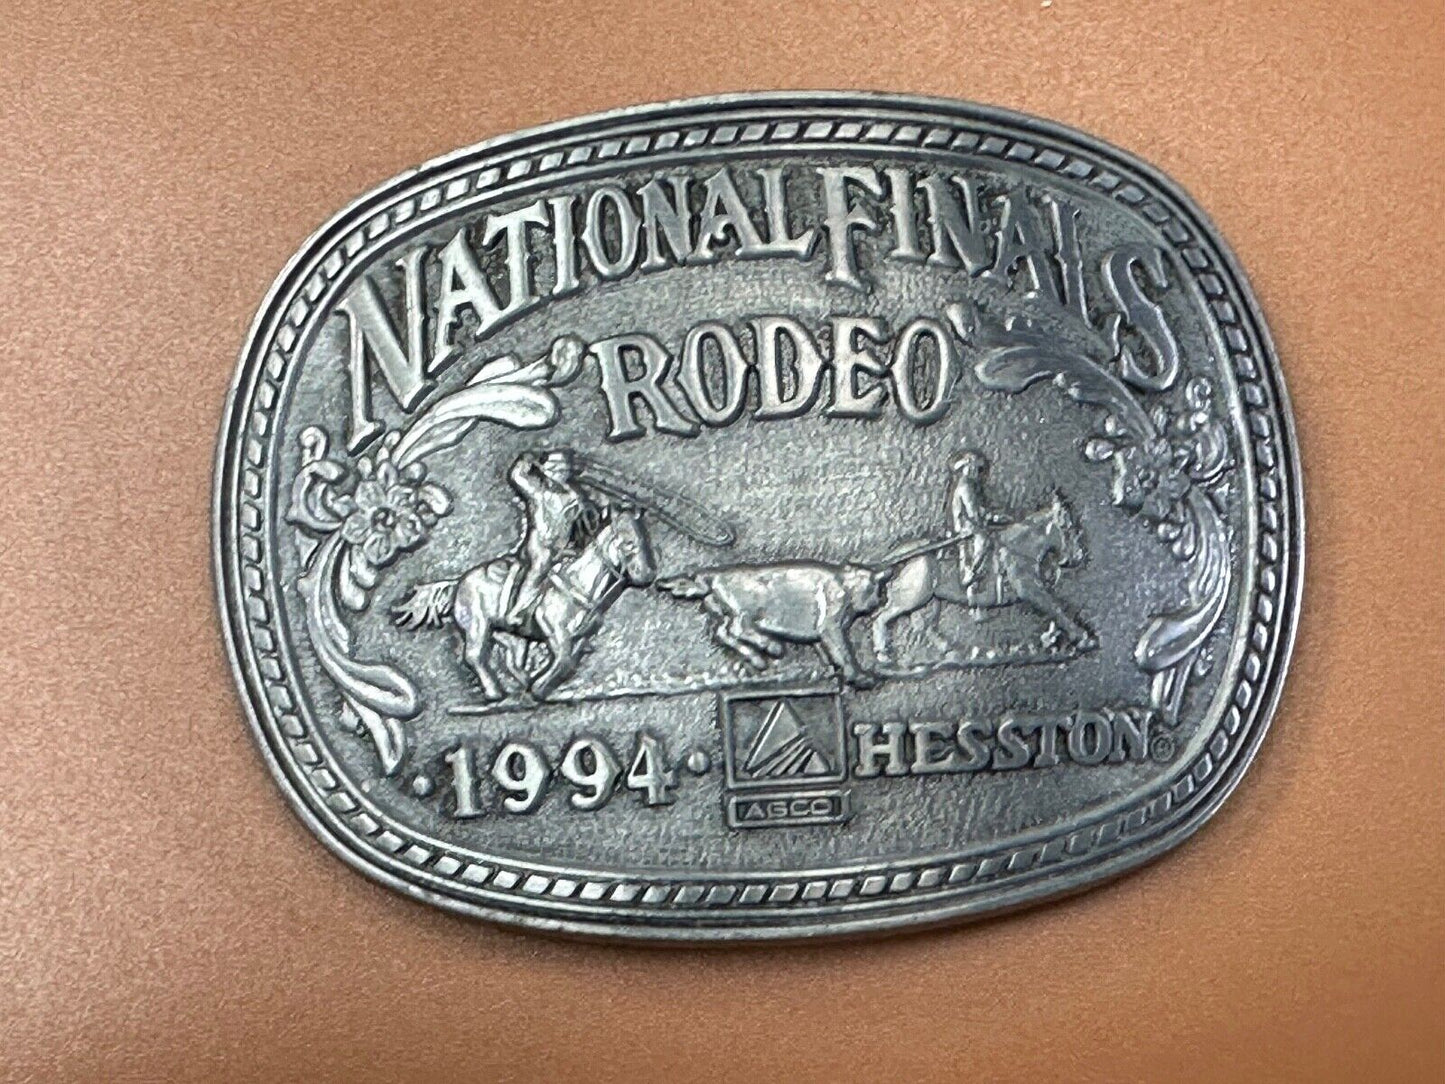 NATIONAL FINALS
RODEO
·1994· HESSTON®
AGCO